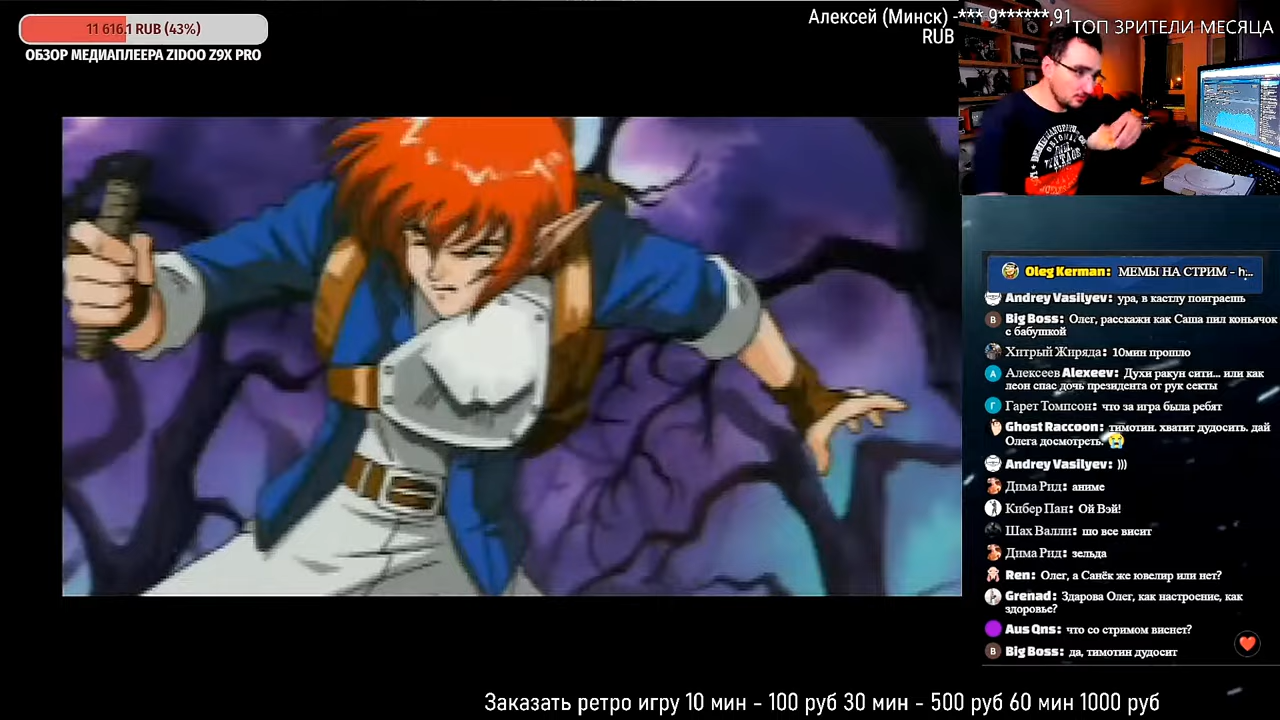 11 616.1 RUB (43%)
ОБЗОР МЕДИАПЛЕЕРА ZIDOO Z9X PRO
Алексей (Минск) -*** 9******,91
RUB
ТОП ЗРИТЕЛИ МЕСЯЦА
VINTAGE
Oleg Kerman: МЕМЫ НА СТРИМ - h:...
Andrey Vasilyev: ура, в кастлу поиграешь
Big Boss: Олег, расскажи как Саша пил коньячок
с бабушкой
Хитрый Жиряда: 10мин прошло
Алексеев Alexeev: Духи ракун сити... или как
леон спас дочь президента от рук секты
Гарет Томпсон: что за игра была ребят
Ghost Raccoon: тимотин. хватит дудосить. дай
Олега досмотреть. 😭
Andrey Vasilyev: )))
Дима Рид: аниме
Кибер Пан: Ой Вэй!
Шах Валли: шо все висит
Дима Рид: зельда
Ren: Олег, а Санёк же ювелир или нет?
Grenad: Здарова Олег, как настроение, как
здоровье?
Aus Qns: что со стримом виснет?
Big Boss: да, тимотин дудосит
Заказать ретро игру 10 мин - 100 руб 30 мин - 500 руб 60 мин 1000 руб